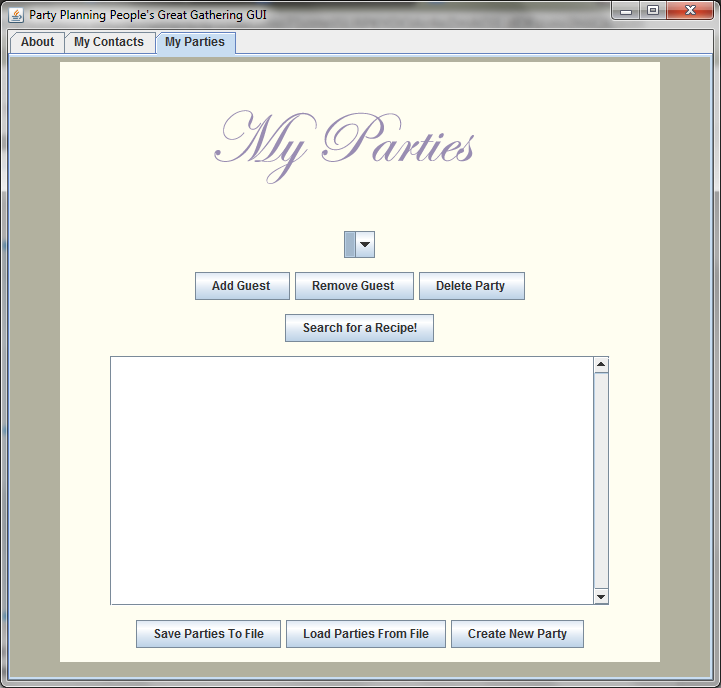 Party Planning People's Great Gathering GUI
About My Contacts My Parties
My Parties
Add Guest Remove Guest Delete Party
Search for a Recipe!
Save Parties To File Load Parties From File Create New Party